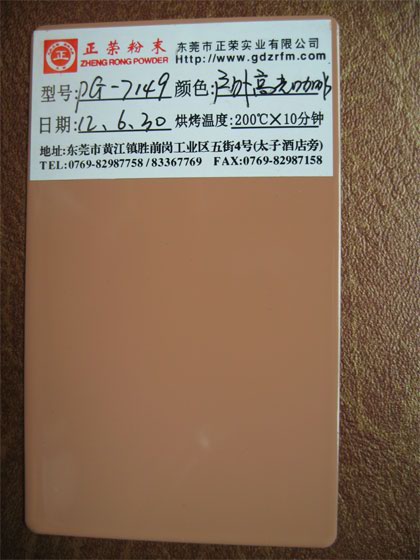 正荣粉末 东莞市正荣实业有限公司
ZHENG RONG POWDER Http://www.gdzrfm.com
型号:PG-7149 颜色:户外高光咖啡
日期:12.6.30 烘烤温度:200℃×10分钟
地址:东莞市黄江镇胜前岗工业区五街4号(太子酒店旁)
TEL:0769-82987758/83367769 FAX:0769-82987158